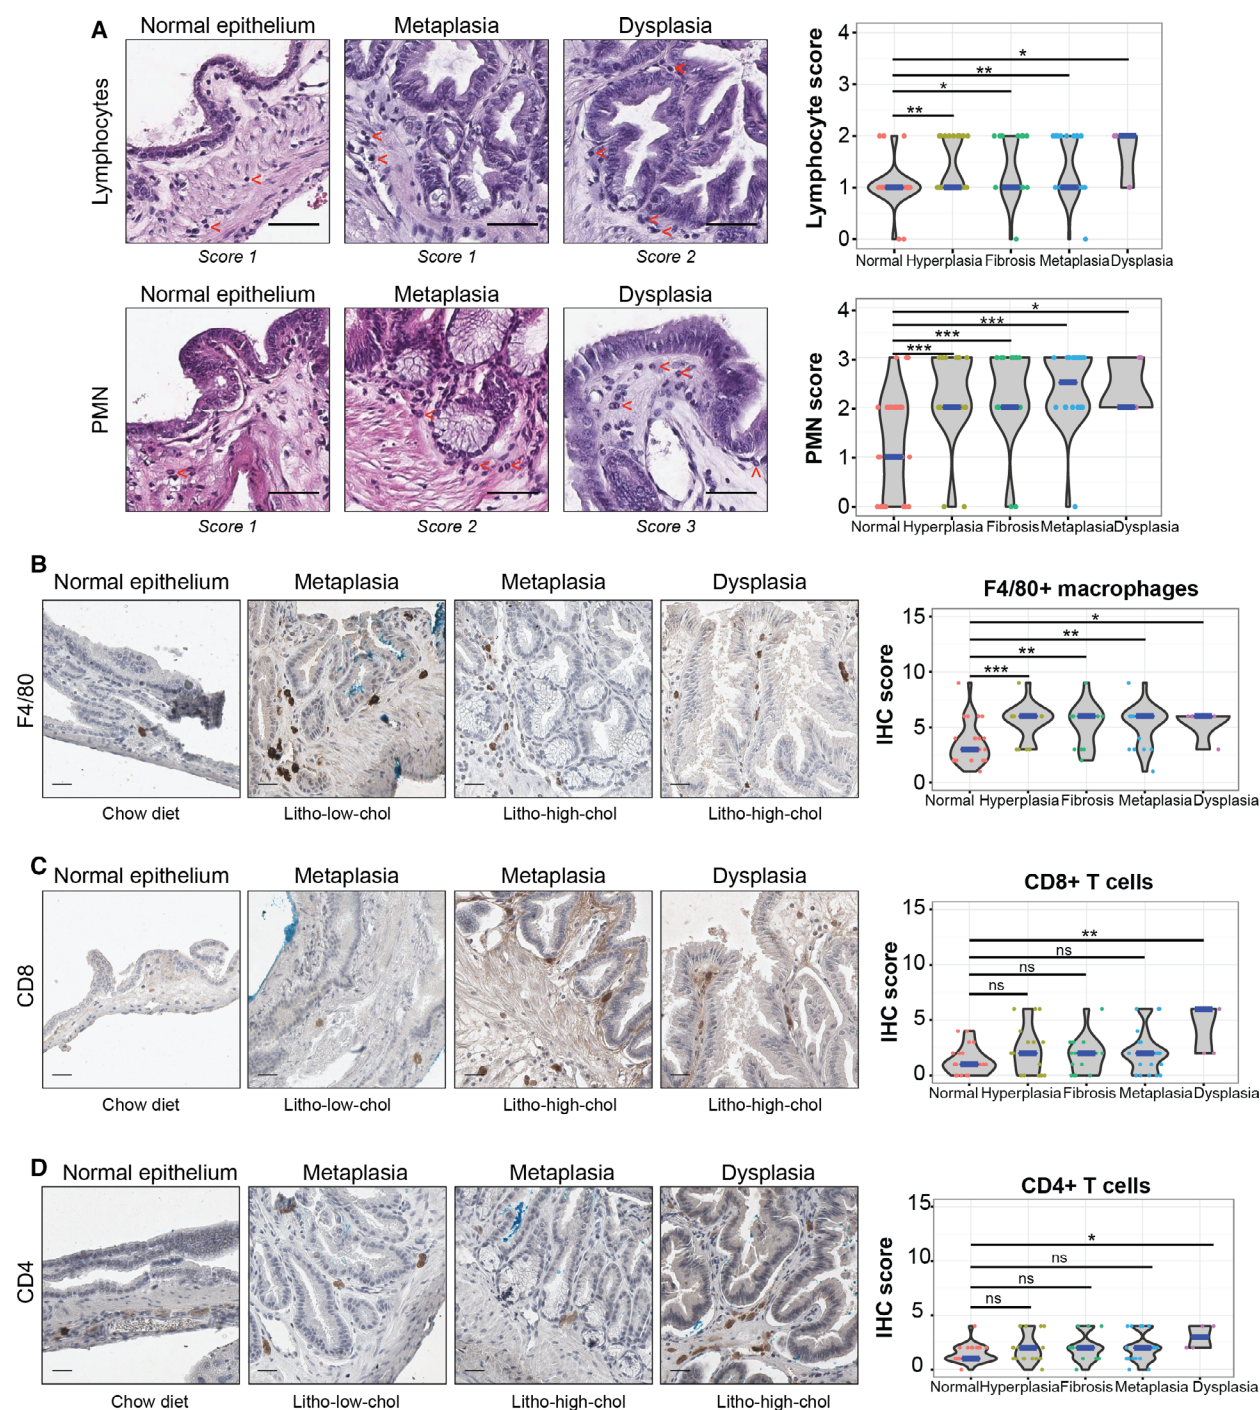 A
Normal epithelium
Metaplasia
Dysplasia
Lymphocytes
Score 1
Score 1
Score 2
Lymphocyte score
4
3
2
1
0
*
**
*
**
Normal Hyperplasia Fibrosis Metaplasia Dysplasia
Normal epithelium
Metaplasia
Dysplasia
PMN
Score 1
Score 2
Score 3
PMN score
4
3
2
1
0
*
***
***
***
Normal Hyperplasia Fibrosis Metaplasia Dysplasia
B
Normal epithelium
Metaplasia
Metaplasia
Dysplasia
F4/80
Chow diet
Litho-low-chol
Litho-high-chol
Litho-high-chol
F4/80+ macrophages
IHC score
15
10
5
0
*
**
**
***
Normal Hyperplasia Fibrosis Metaplasia Dysplasia
C
Normal epithelium
Metaplasia
Metaplasia
Dysplasia
CD8
Chow diet
Litho-low-chol
Litho-high-chol
Litho-high-chol
CD8+ T cells
IHC score
15
10
5
0
**
ns
ns
ns
Normal Hyperplasia Fibrosis Metaplasia Dysplasia
D
Normal epithelium
Metaplasia
Metaplasia
Dysplasia
CD4
Chow diet
Litho-low-chol
Litho-high-chol
Litho-high-chol
CD4+ T cells
IHC score
15
10
5
0
*
ns
ns
ns
Normal Hyperplasia Fibrosis Metaplasia Dysplasia